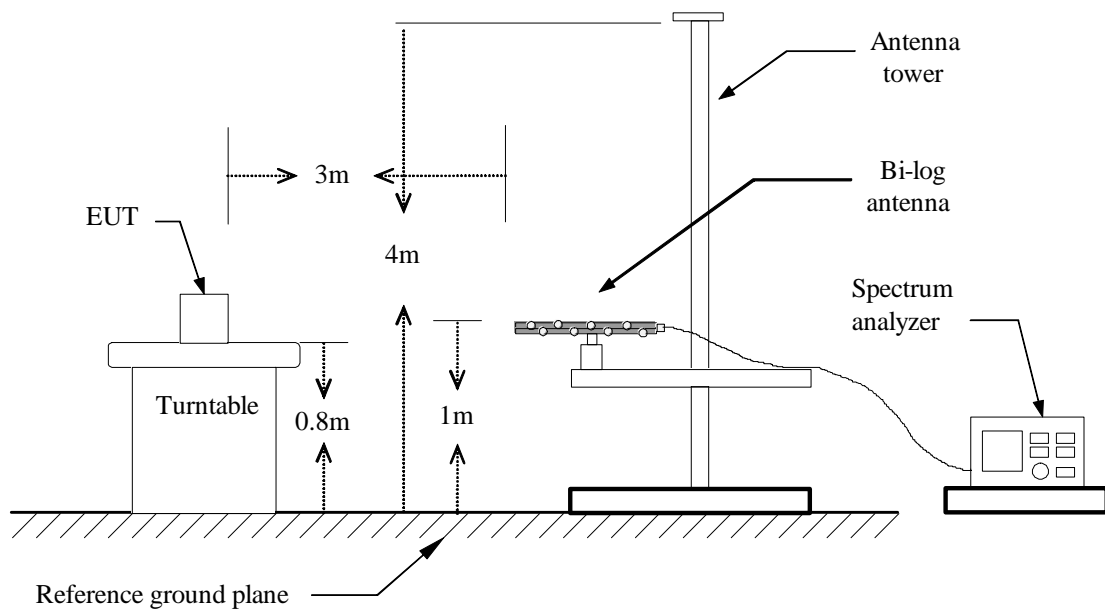 Antenna
tower
3m
Bi-log
antenna
EUT
4m
Spectrum
analyzer
Turntable
0.8m
1m
Reference ground plane